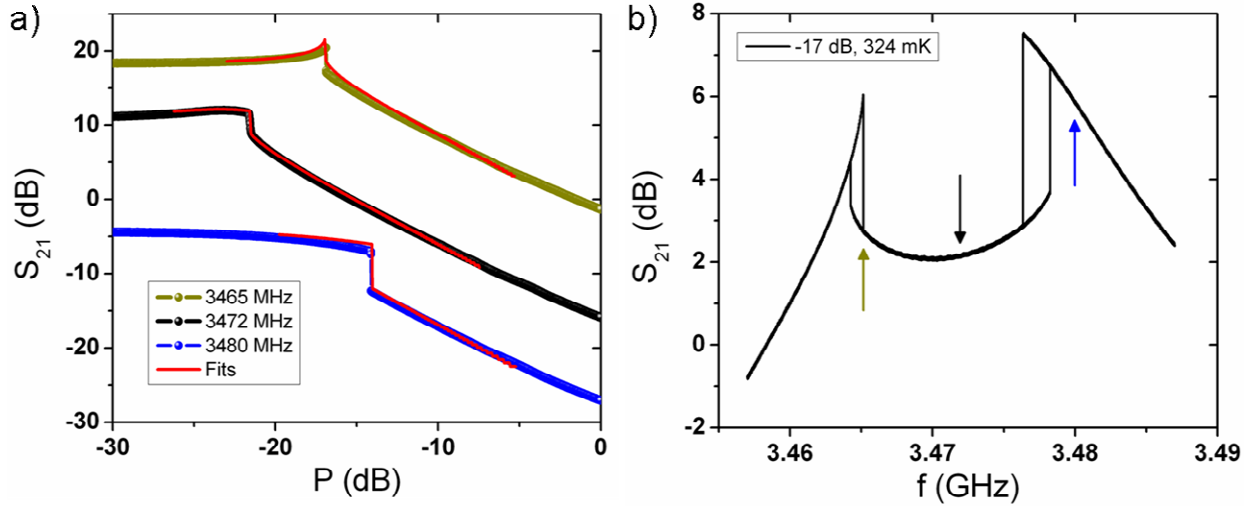 a)
S21 (dB)
20
10
0
-10
-20
-30
3465 MHz
3472 MHz
3480 MHz
Fits
-30
-20
-10
0
P (dB)
b)
S21 (dB)
8
6
4
2
0
-2
-17 dB, 324 mK
3.46
3.47
3.48
3.49
f (GHz)